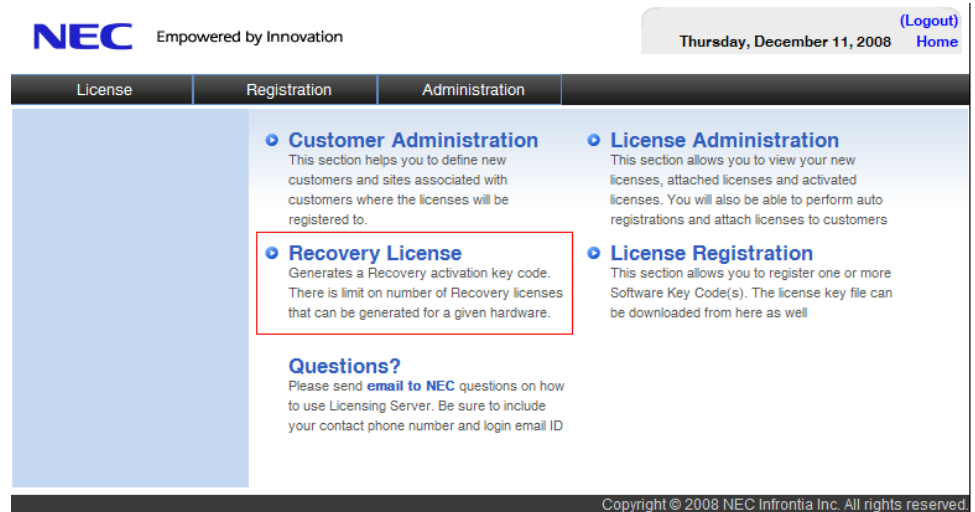 NEC Empowered by Innovation
(Logout)
Thursday, December 11, 2008 Home
License Registration Administration
Customer Administration
This section helps you to define new
customers and sites associated with
customers where the licenses will be
registered to.
License Administration
This section allows you to view your new
licenses, attached licenses and activated
licenses. You will also be able to perform auto
registrations and attach licenses to customers
Recovery License
Generates a Recovery activation key code.
There is limit on number of Recovery licenses
that can be generated for a given hardware.
License Registration
This section allows you to register one or more
Software Key Code(s). The license key file can
be downloaded from here as well
Questions?
Please send email to NEC questions on how
to use Licensing Server. Be sure to include
your contact phone number and login email ID
Copyright © 2008 NEC Infrontia Inc. All rights reserved.